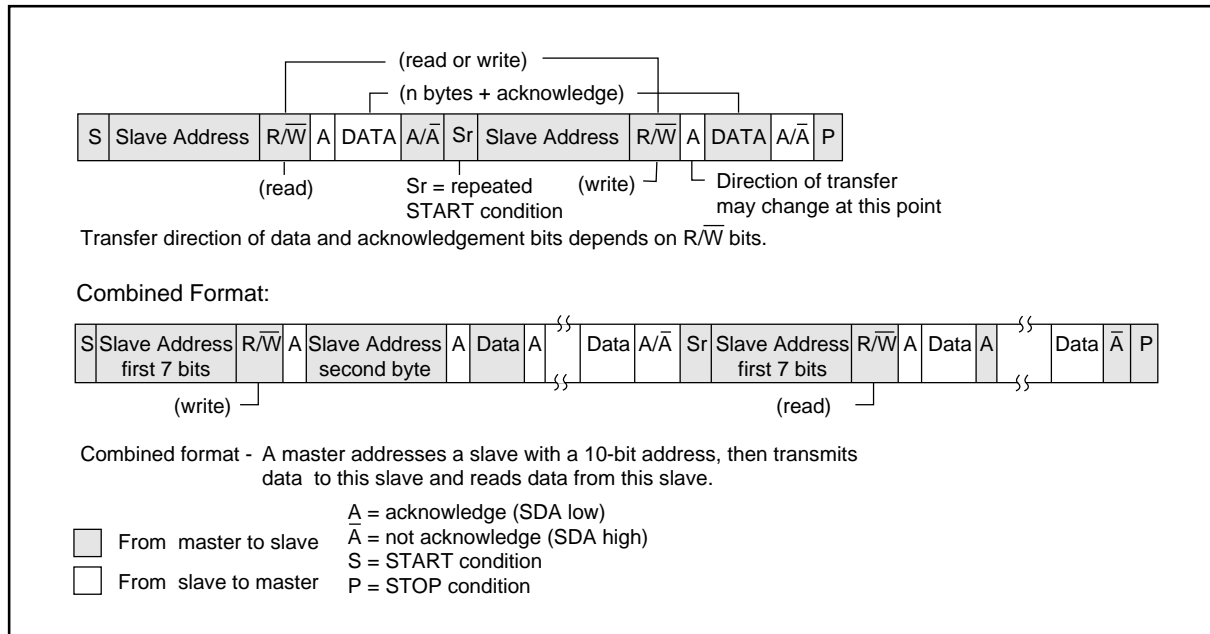 (read or write)
(n bytes + acknowledge)
S Slave Address R/W̅ A DATA A/A̅ Sr Slave Address R/W̅ A DATA A/A̅ P
(read) Sr = repeated START condition (write) Direction of transfer may change at this point
Transfer direction of data and acknowledgement bits depends on R/W̅ bits.
Combined Format:
S Slave Address first 7 bits R/W̅ A Slave Address second byte A Data A Data A/A̅ Sr Slave Address first 7 bits R/W̅ A Data A Data A̅ P
(write) (read)
Combined format - A master addresses a slave with a 10-bit address, then transmits
data to this slave and reads data from this slave.
From master to slave
From slave to master
A = acknowledge (SDA low)
A̅ = not acknowledge (SDA high)
S = START condition
P = STOP condition